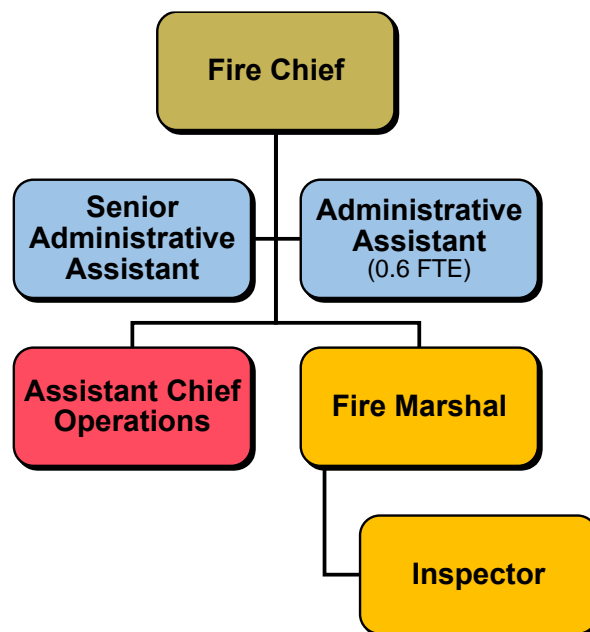 Fire Chief
Senior
Administrative
Assistant
Administrative
Assistant
(0.6 FTE)
Assistant Chief
Operations
Fire Marshal
Inspector